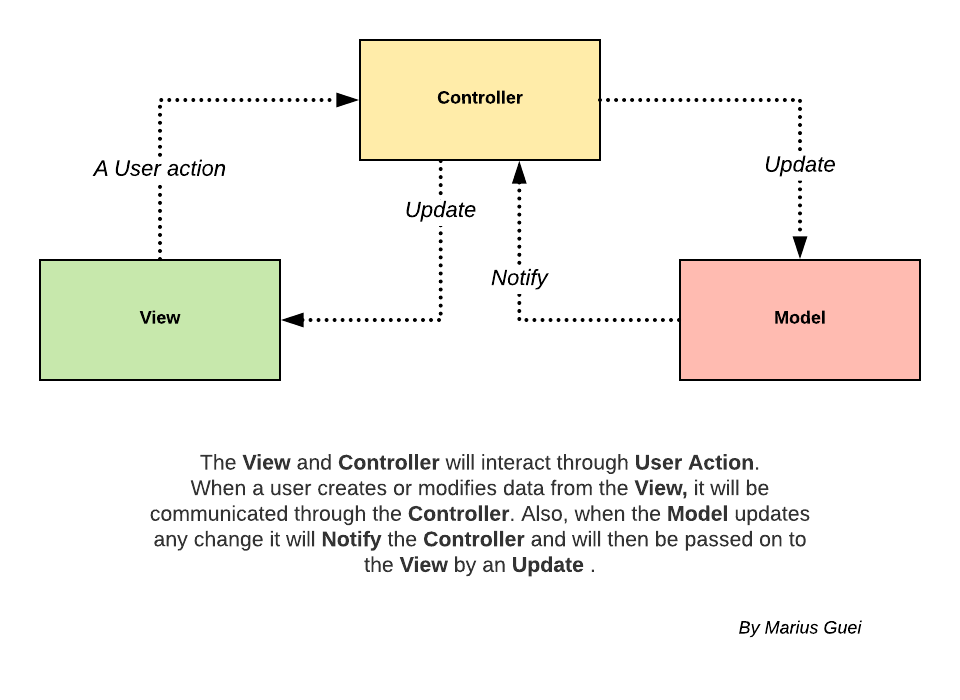 Controller
A User action
Update
Update
Notify
View
Model
The View and Controller will interact through User Action.
When a user creates or modifies data from the View, it will be
communicated through the Controller. Also, when the Model updates
any change it will Notify the Controller and will then be passed on to
the View by an Update .
By Marius Guei